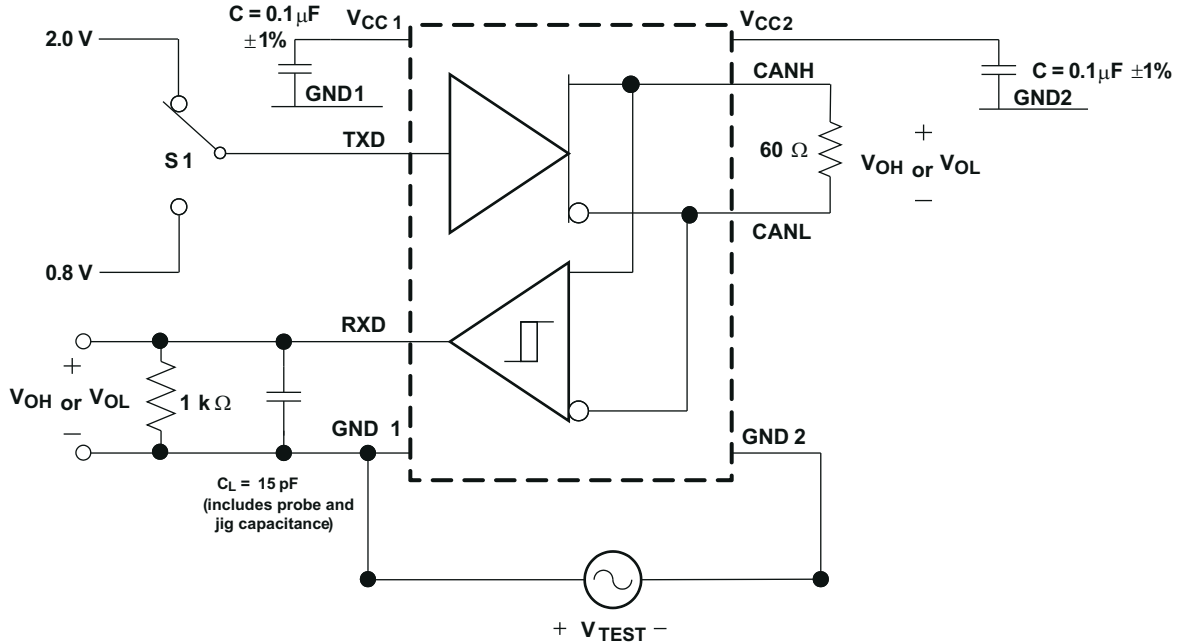 C = 0.1μF
±1%
VCC 1
VCC2
2.0 V
GND1
CANH
C = 0.1μF ±1%
GND2
TXD
S 1
60 Ω
+
VOH or VOL
−
CANL
0.8 V
RXD
+
VOH or VOL
−
1 kΩ
GND 1
GND 2
CL = 15 pF
(includes probe and
jig capacitance)
+ VTEST −